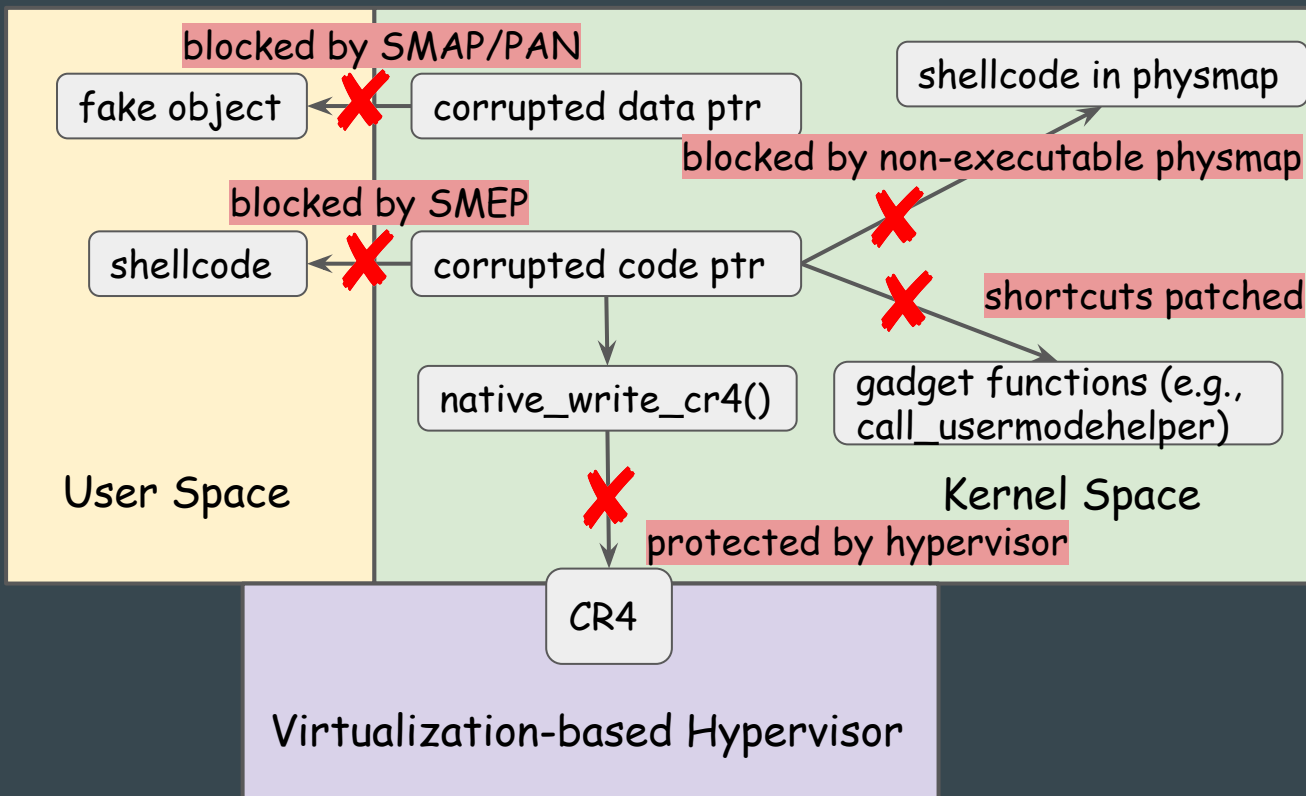 blocked by SMAP/PAN
fake object
corrupted data ptr
shellcode in physmap
blocked by non-executable physmap
blocked by SMEP
shellcode
corrupted code ptr
shortcuts patched
native_write_cr4()
gadget functions (e.g.,
call_usermodehelper)
User Space
Kernel Space
protected by hypervisor
CR4
Virtualization-based Hypervisor